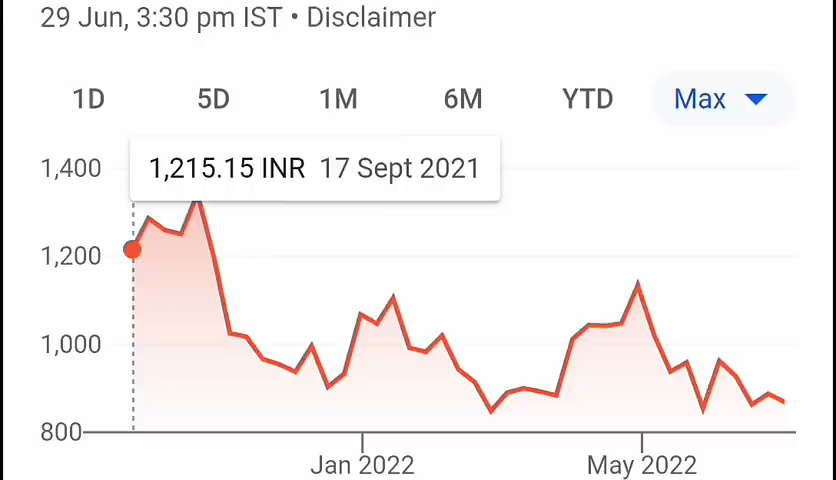 29 Jun, 3:30 pm IST • Disclaimer
1D 5D 1M 6M YTD Max
1,215.15 INR 17 Sept 2021
1,400
1,200
1,000
800
Jan 2022 May 2022